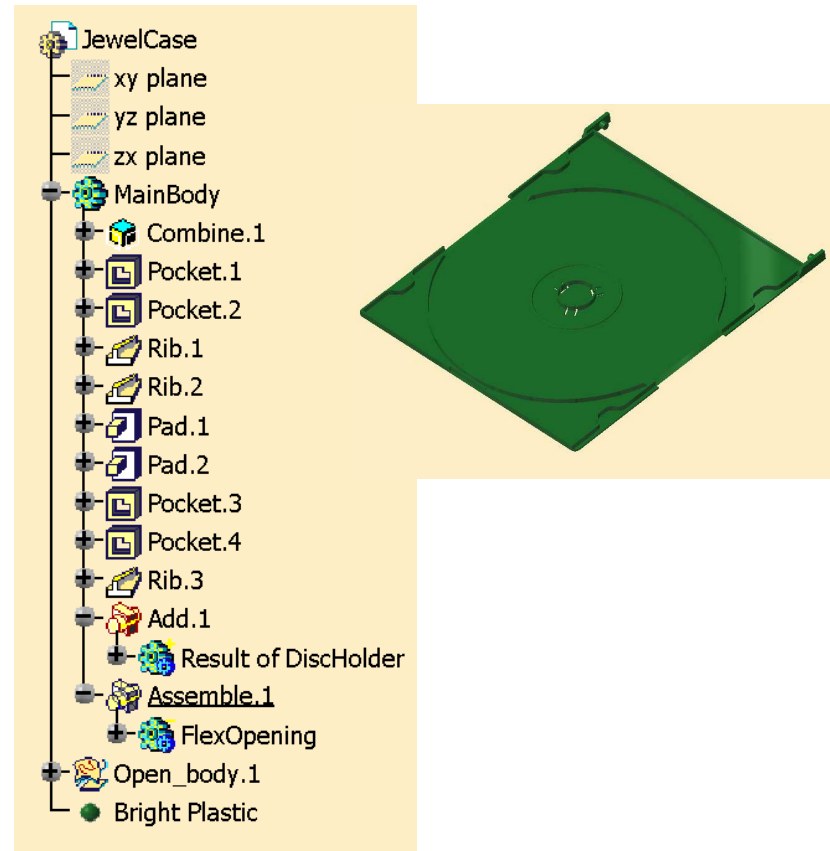 JewelCase
xy plane
yz plane
zx plane
MainBody
Combine.1
Pocket.1
Pocket.2
Rib.1
Rib.2
Pad.1
Pad.2
Pocket.3
Pocket.4
Rib.3
Add.1
Result of DiscHolder
Assemble.1
FlexOpening
Open_body.1
Bright Plastic